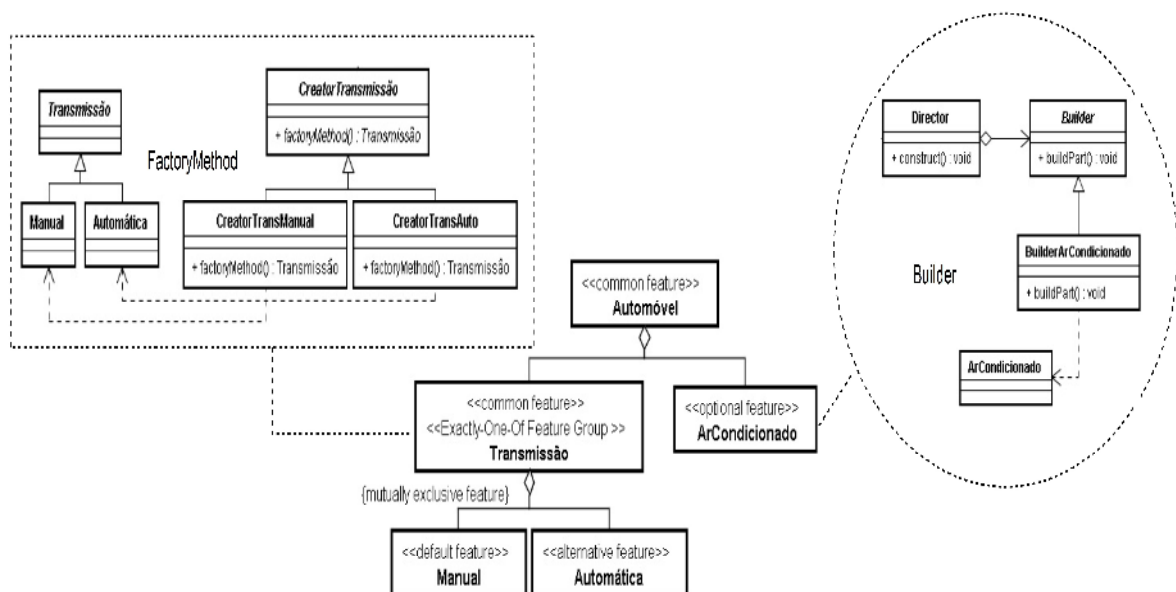 Transmissão
CreatorTransmissão
+ factoryMethod() : Transmissão
FactoryMethod
Manual
Automática
CreatorTransManual
+ factoryMethod() : Transmissão
CreatorTransAuto
+ factoryMethod() : Transmissão
Director
+ construct() : void
Builder
+ buildPart() : void
BuilderArCondicionado
+ buildPart() : void
Builder
ArCondicionado
<<common feature>>
Automóvel
<<common feature>>
<<Exactly-One-Of Feature Group >>
Transmissão
<<optional feature>>
ArCondicionado
{mutually exclusive feature}
<<default feature>>
Manual
<<alternative feature>>
Automática